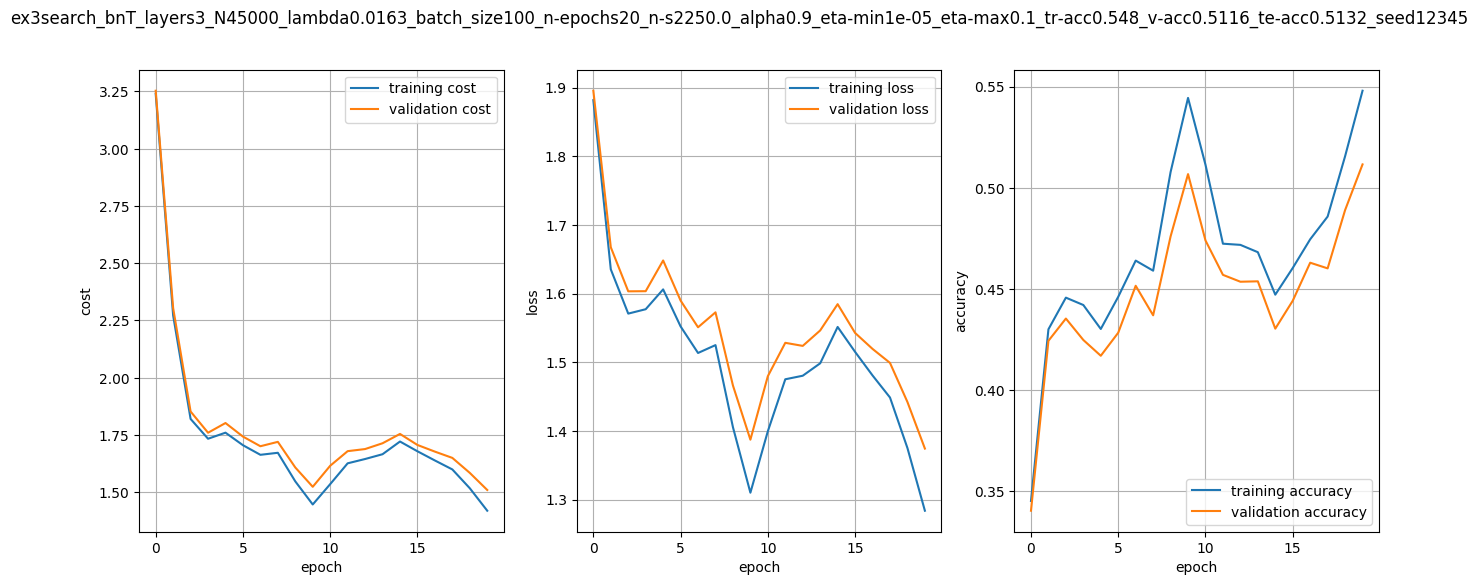 ex3search_bnT_layers3_N45000_lambda0.0163_batch_size100_n-epochs20_n-s2250.0_alpha0.9_eta-min1e-05_eta-max0.1_tr-acc0.548_v-acc0.5116_te-acc0.5132_seed12345
training cost
validation cost
3.25
3.00
2.75
2.50
2.25
2.00
1.75
1.50
cost
0
5
10
15
epoch
training loss
validation loss
1.9
1.8
1.7
1.6
1.5
1.4
1.3
loss
0
5
10
15
epoch
0.55
0.50
0.45
0.40
0.35
accuracy
training accuracy
validation accuracy
0
5
10
15
epoch